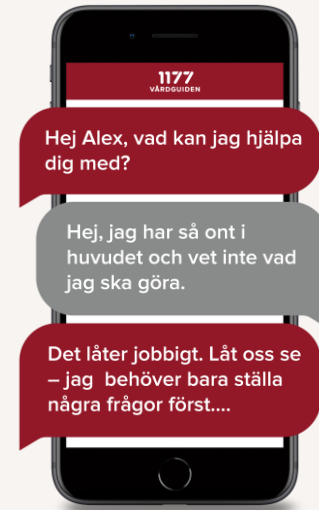 1177
VÅRDGUIDEN
Hej Alex, vad kan jag hjälpa
dig med?
Hej, jag har så ont i
huvudet och vet inte vad
jag ska göra.
Det låter jobbigt. Låt oss se
– jag  behöver bara ställa
några frågor först....